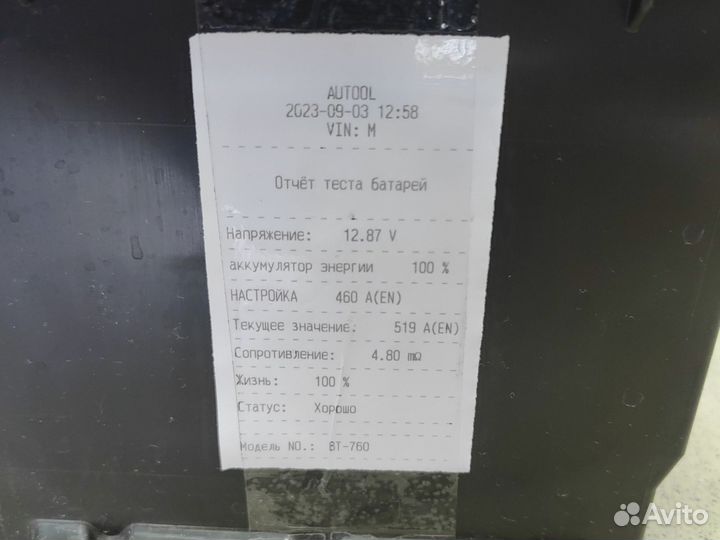 AUTOOL
2023-09-03 12:58
VIN: M
Отчёт теста батарей
Напряжение: 12.87 V
аккумулятор энергии 100 %
НАСТРОЙКА 460 A(EN)
Текущее значение: 519 A(EN)
Сопротивление: 4.80 mΩ
Жизнь: 100 %
Статус: Хорошо
Модель NO.: BT-760
Avito